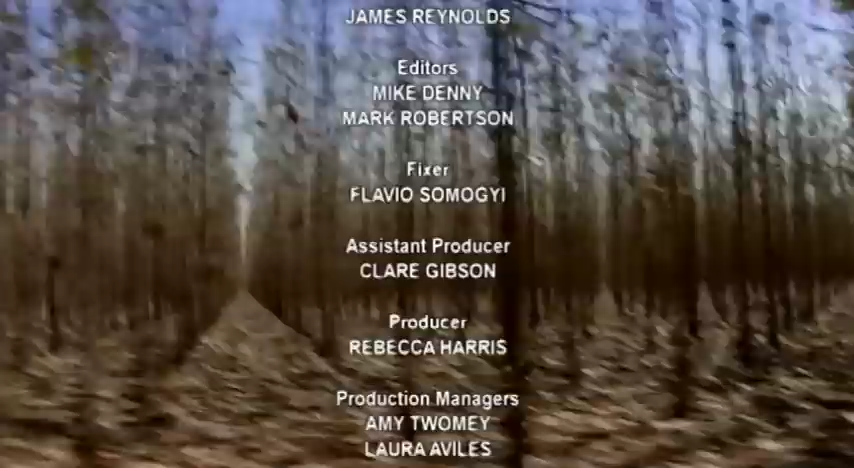 JAMES REYNOLDS
Editors
MIKE DENNY
MARK ROBERTSON
Fixer
FLAVIO SOMOGYI
Assistant Producer
CLARE GIBSON
Producer
REBECCA HARRIS
Production Managers
AMY TWOMEY
LAURA AVILES